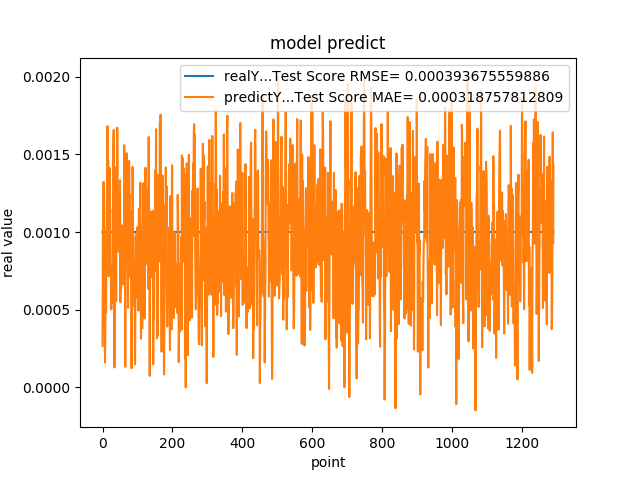 model predict
realY...Test Score RMSE= 0.000393675559886
predictY...Test Score MAE= 0.000318757812809
0.0020
0.0015
0.0010
0.0005
0.0000
real value
0 200 400 600 800 1000 1200
point